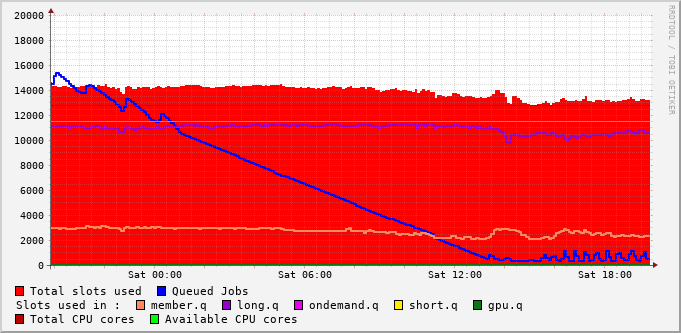 RRDTOOL / TOBI OETIKER
20000
18000
16000
14000
12000
10000
8000
6000
4000
2000
0
Sat 00:00 Sat 06:00 Sat 12:00 Sat 18:00
Total slots used Queued Jobs
Slots used in : member.q long.q ondemand.q short.q gpu.q
Total CPU cores Available CPU cores